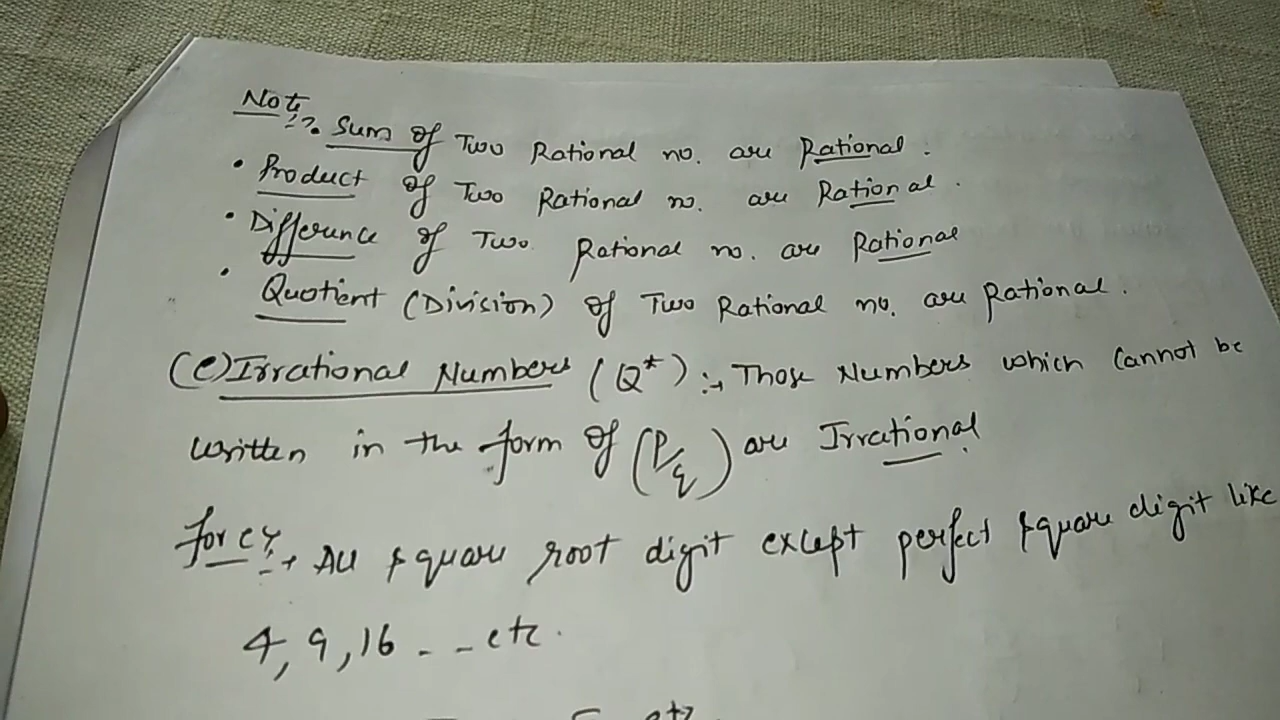 Note:→ Sum of Two Rational no. are Rational.
• Product of Two Rational no. are Rational.
• Difference of Two Rational no. are Rational
• Quotient (Division) of Two Rational no. are Rational.
(C) Irrational Numbers (Q*) :→ Those Numbers which Cannot be
written in the form of (P/q) are Irrational.
for ex:→ All square root digit except perfect square digit like
4, 9, 16 - - etc.
etc